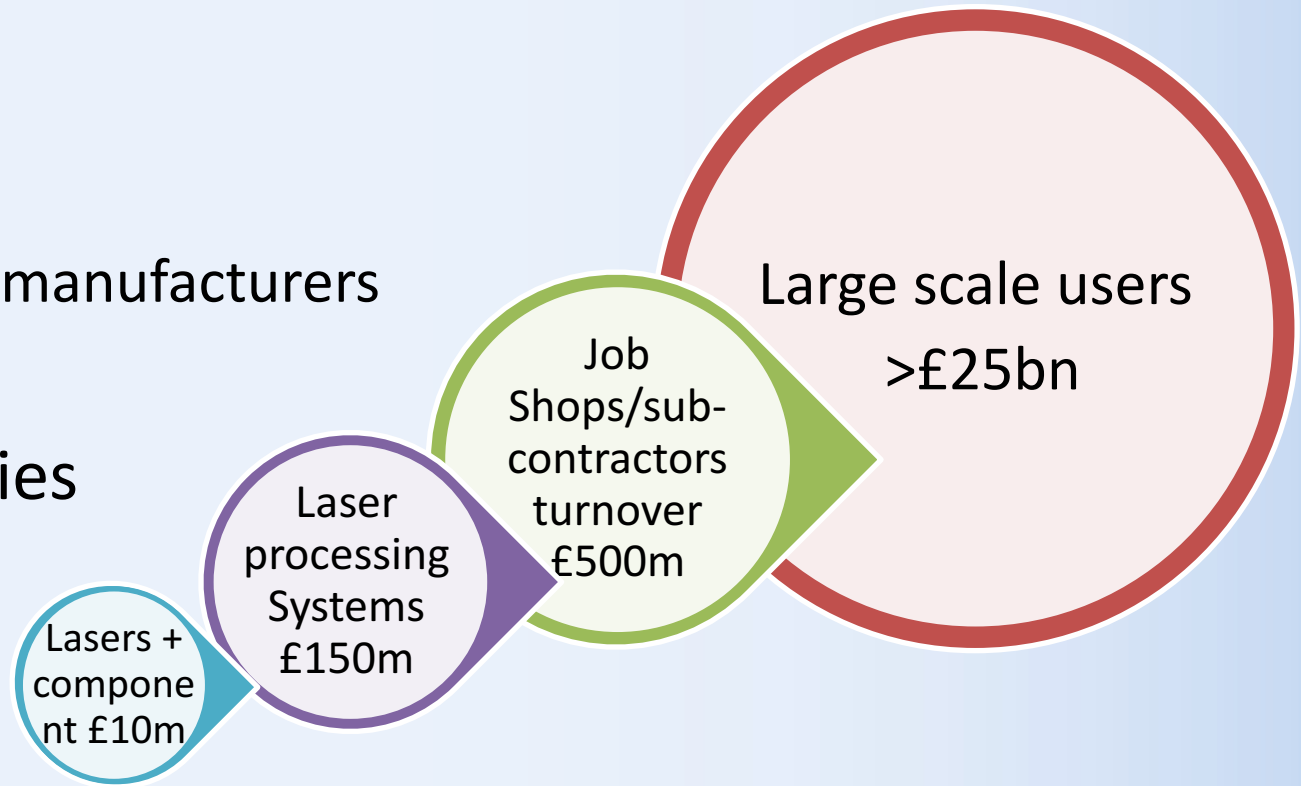 manufacturers
ies
Large scale users
>£25bn
Job
Shops/sub-
contractors
turnover
£500m
Laser
processing
Systems
£150m
Lasers +
compone
nt £10m